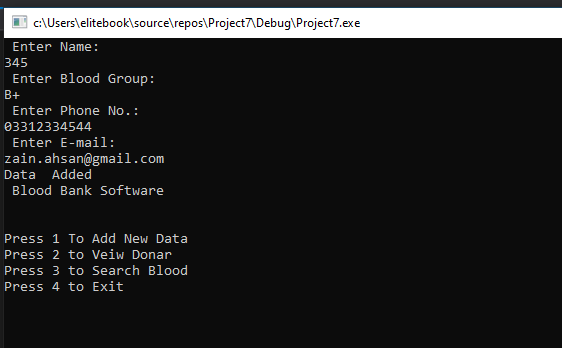 c:\Users\elitebook\source\repos\Project7\Debug\Project7.exe
Enter Name:
345
Enter Blood Group:
B+
Enter Phone No.:
03312334544
Enter E-mail:
zain.ahsan@gmail.com
Data  Added
Blood Bank Software
Press 1 To Add New Data
Press 2 to Veiw Donar
Press 3 to Search Blood
Press 4 to Exit